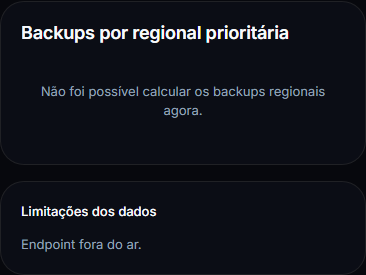 Backups por regional prioritária
Não foi possível calcular os backups regionais
agora.
Limitações dos dados
Endpoint fora do ar.